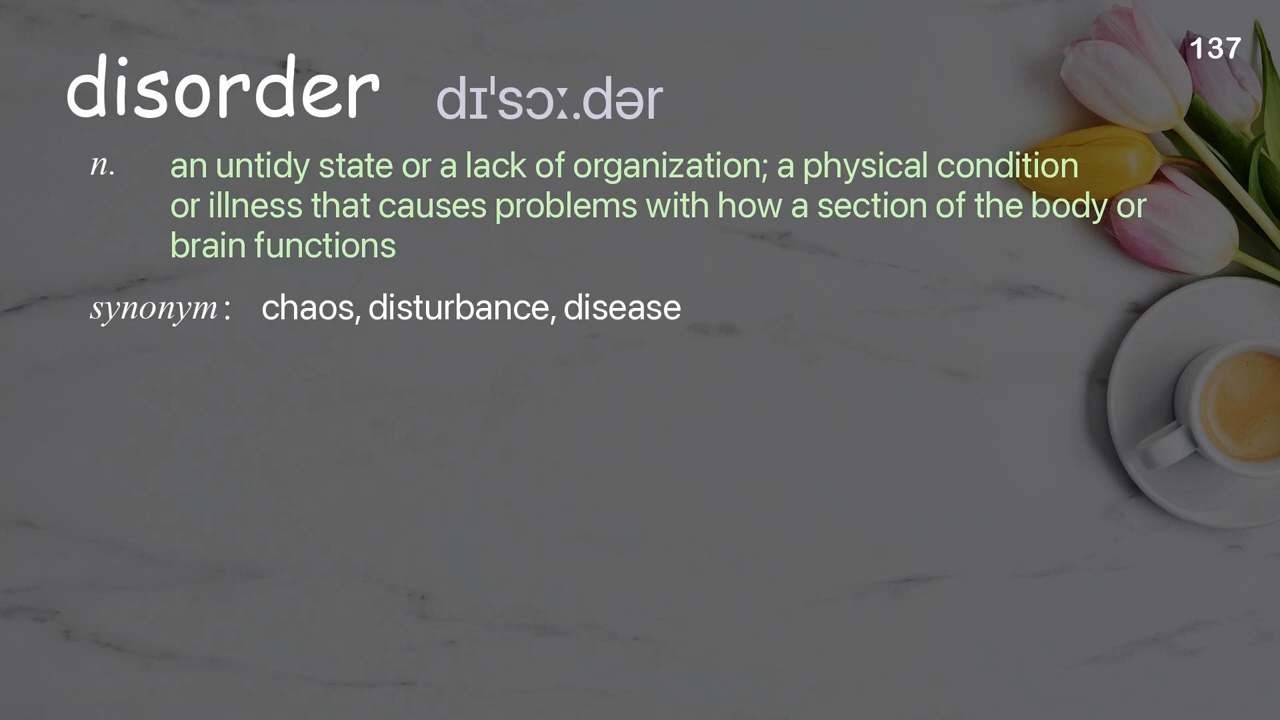 137
disorder dɪˈsɔː.dər
n. an untidy state or a lack of organization; a physical condition
or illness that causes problems with how a section of the body or
brain functions
synonym: chaos, disturbance, disease